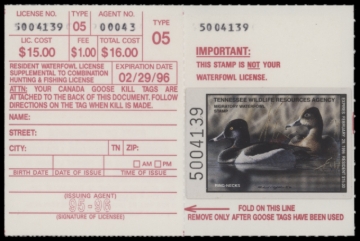 LICENSE NO. TYPE AGENT NO.
5004139 05 00043
LIC. COST FEE TOTAL COST
$15.00 $1.00 $16.00
TYPE
05
RESIDENT WATERFOWL LICENSE
SUPPLEMENTAL TO COMBINATION
HUNTING & FISHING LICENSE
EXPIRATION DATE
02/29/96
ATTN: YOUR CANADA GOOSE KILL TAGS ARE
ATTACHED TO THE BACK OF THIS DOCUMENT. FOLLOW
DIRECTIONS ON THE TAG WHEN APPLICABLE.
NAME:
STREET:
CITY: TN ZIP:
AM PM
BIRTH DATE DATE OF ISSUE TIME OF ISSUE
(ISSUING AGENT)
(SIGNATURE OF LICENSEE)
5004139
IMPORTANT:
THIS STAMP IS NOT YOUR
WATERFOWL LICENSE.
5004139
TENNESSEE WILDLIFE RESOURCES AGENCY
FOLD ON THIS LINE
REMOVE ONLY AFTER GOOSE TAGS HAVE BEEN USED